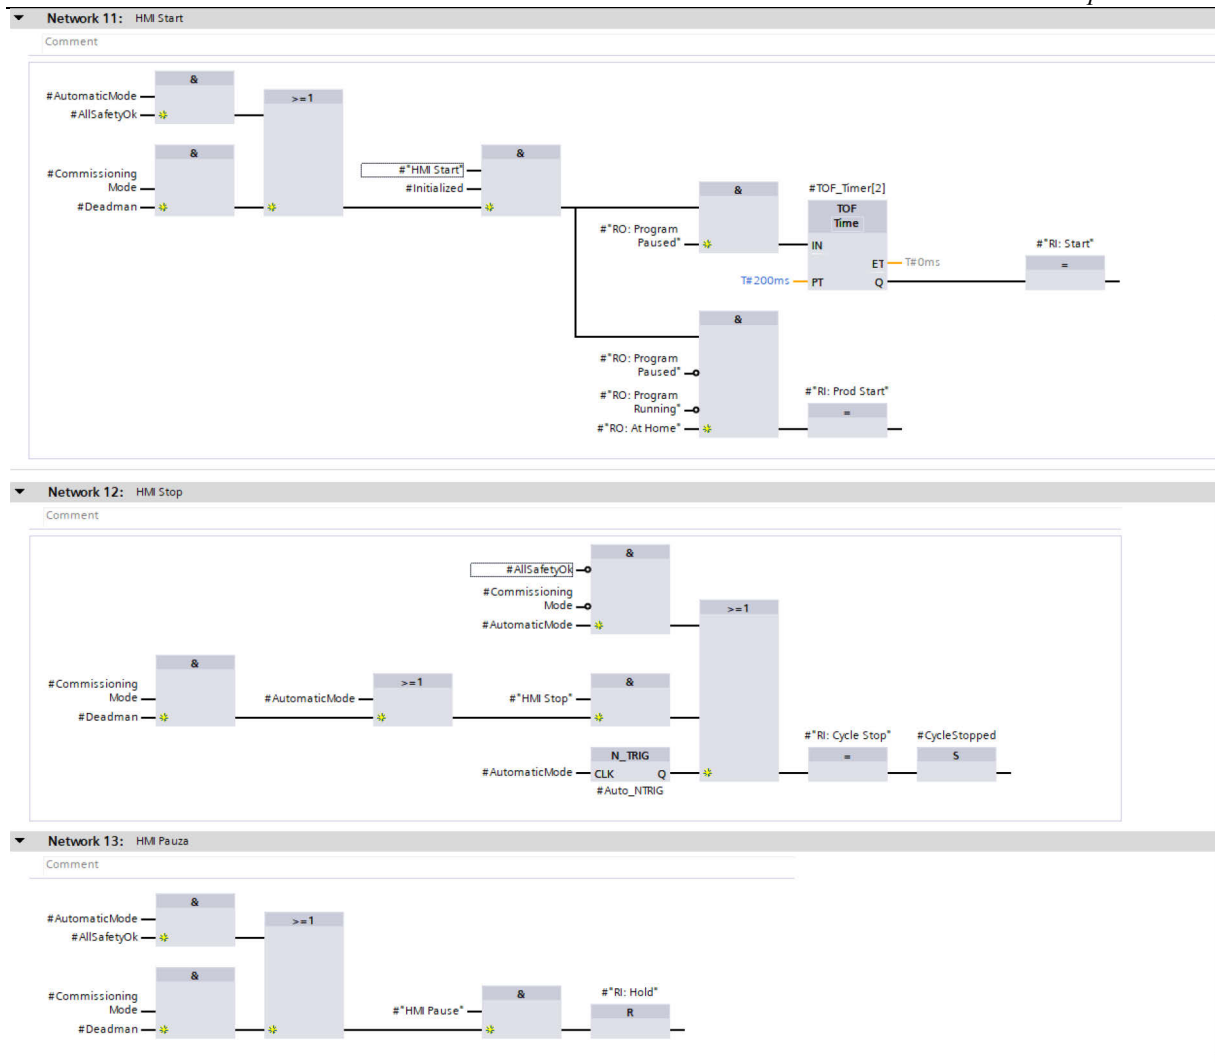 Network 11: HMI Start
Comment
&
#AutomaticMode
#AllSafetyOk
>=1
&
#Commissioning
Mode
#Deadman
&
#"HMI Start"
#Initialized
&
#"RO: Program
Paused"
#TOF_Timer[2]
TOF
Time
IN
ET
T#0ms
T#200ms
PT
Q
#"RI: Start"
=
&
#"RO: Program
Paused"
#"RO: Program
Running"
#"RO: At Home"
#"RI: Prod Start"
=
Network 12: HMI Stop
Comment
&
#AllSafetyOk
#Commissioning
Mode
#AutomaticMode
>=1
&
#Commissioning
Mode
#Deadman
>=1
#AutomaticMode
&
#"HMI Stop"
N_TRIG
#AutomaticMode
CLK
Q
#Auto_NTRIG
#"RI: Cycle Stop"
=
#CycleStopped
S
Network 13: HMI Pauza
Comment
&
#AutomaticMode
#AllSafetyOk
>=1
&
#Commissioning
Mode
#Deadman
&
#"HMI Pause"
#"RI: Hold"
R